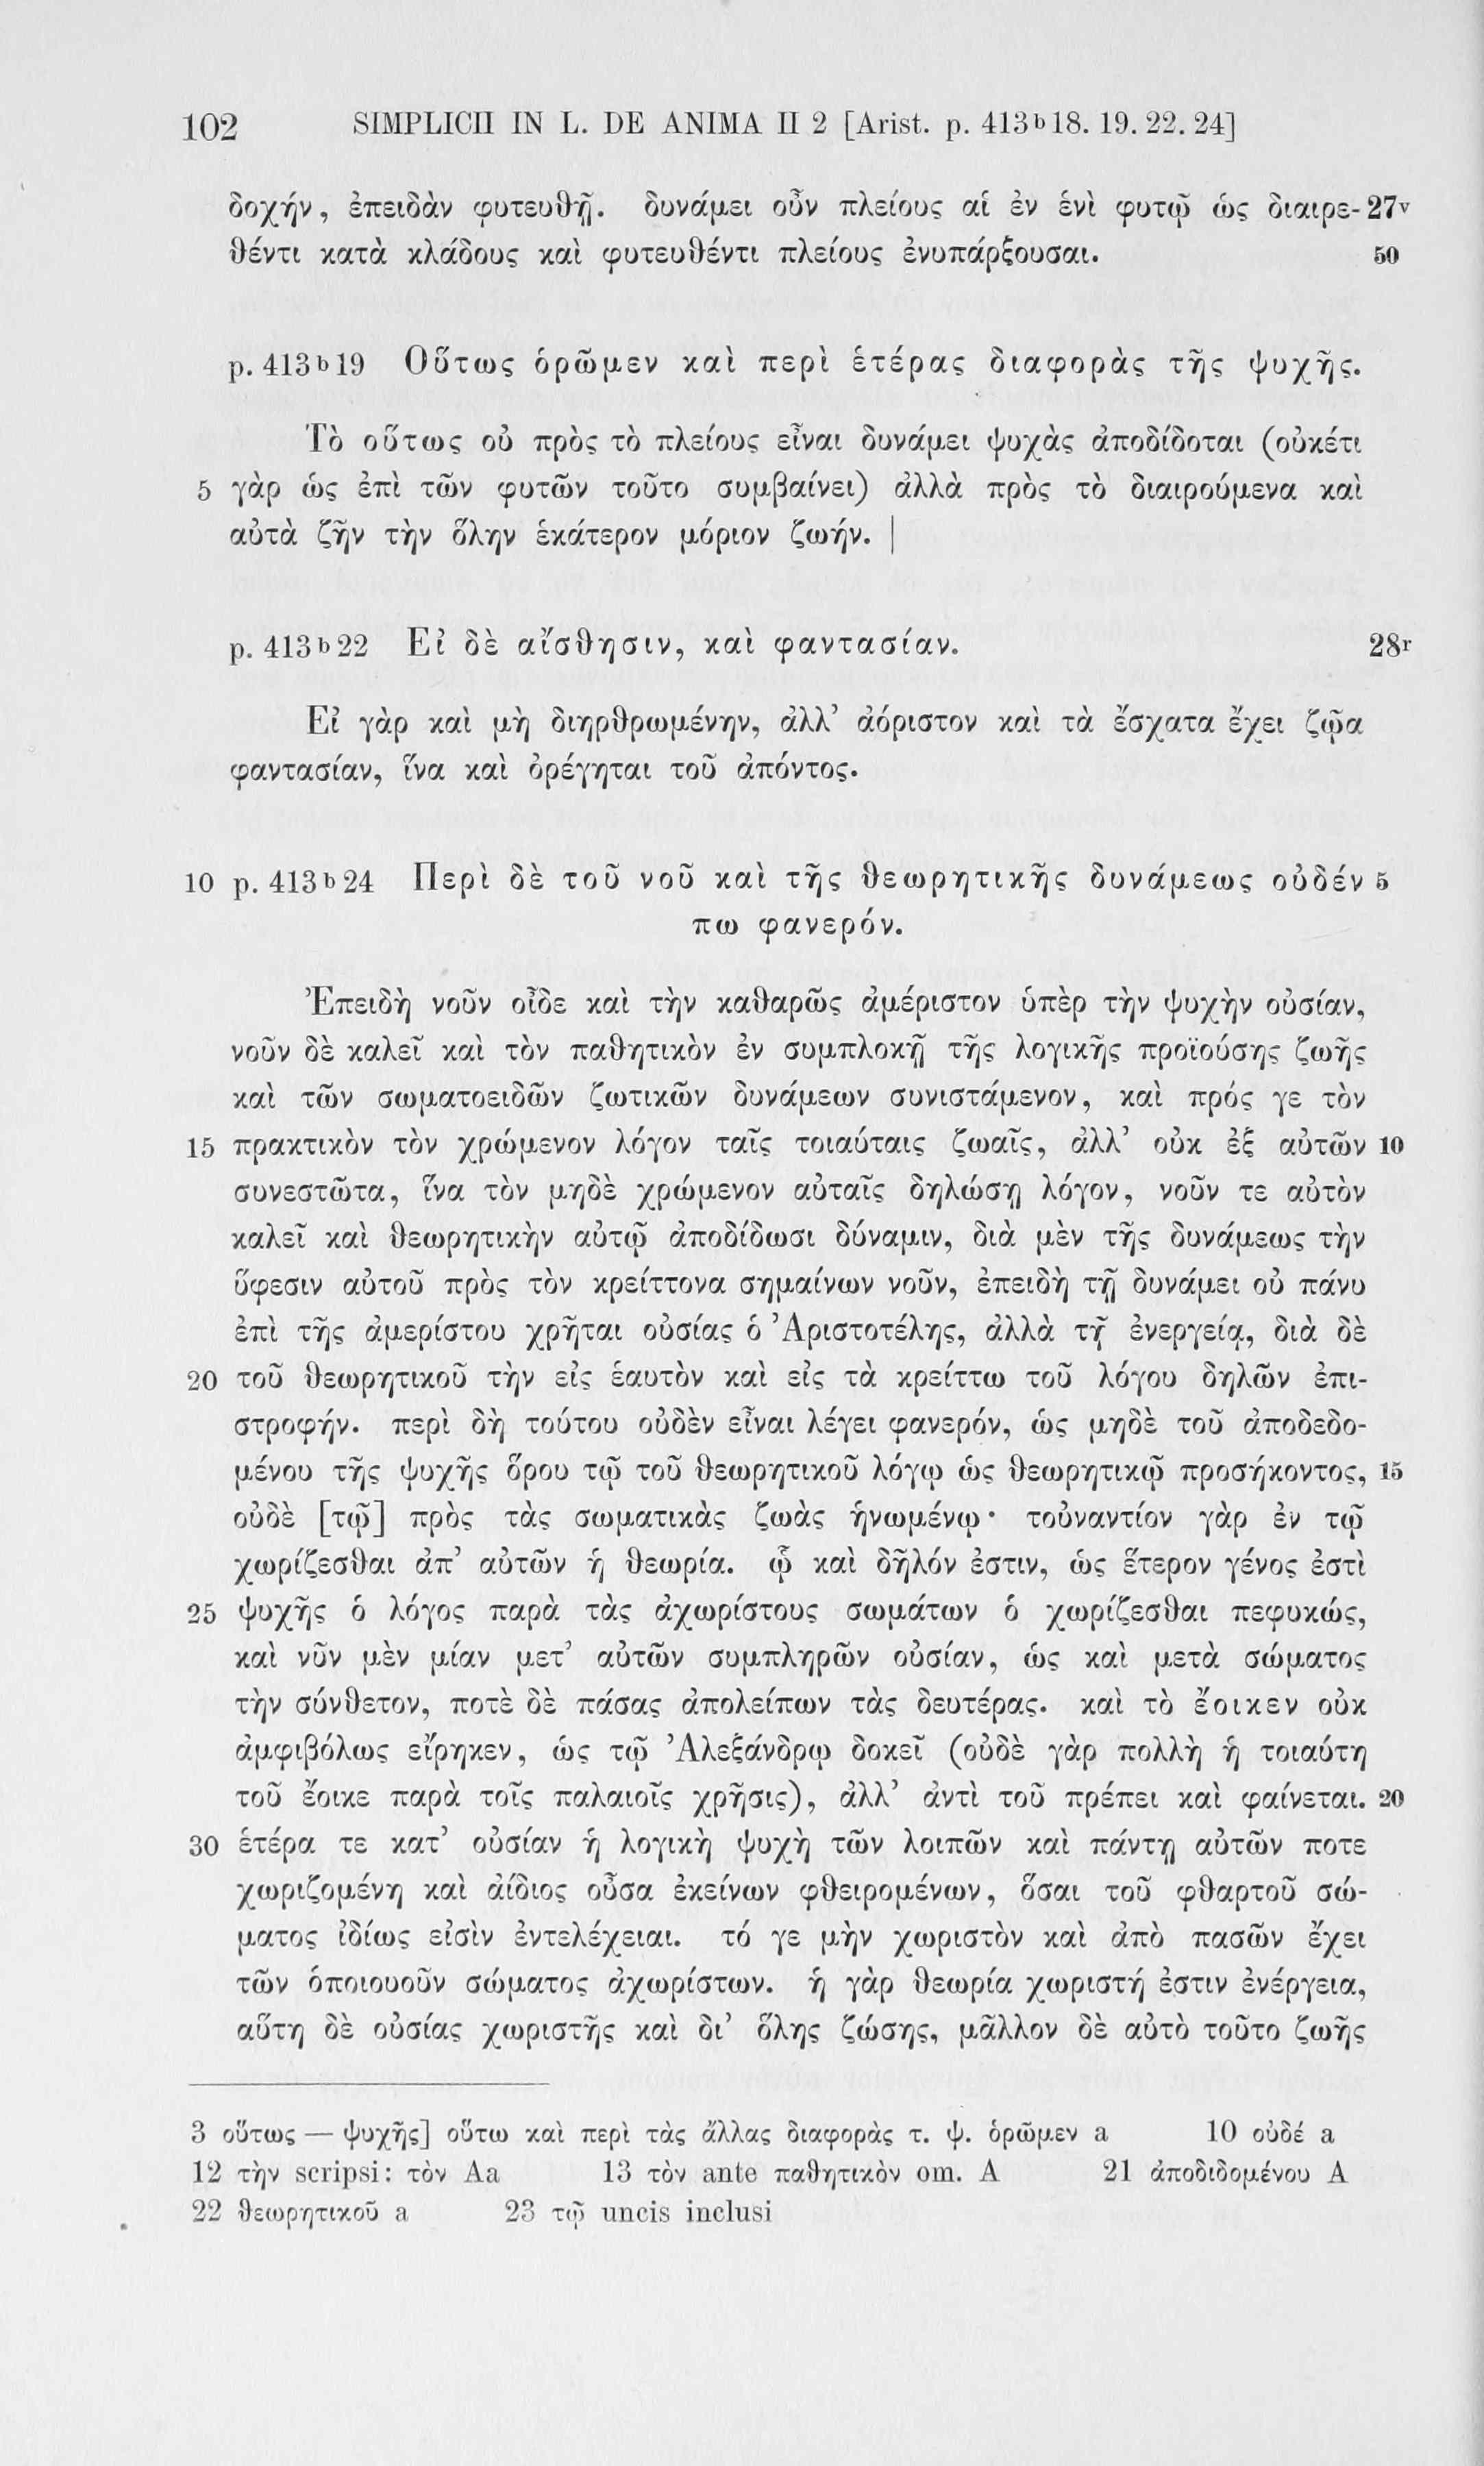 102 SIMPLICII IN L. DE ANIMA II 2 [Arist. p. 413b18. 19. 22. 24]
δοχήν, ἐπειδὰν φυτευθῇ. δυνάμει οὖν πλείους αἱ ἐν ἑνὶ φυτῷ ὡς διαιρε- 27v
θέντι κατὰ κλάδους καὶ φυτευθέντι πλείους ἐνυπάρξουσαι. 50
p. 413b19 Οὕτως ὁρῶμεν καὶ περὶ ἑτέρας διαφορὰς τῆς ψυχῆς.
Τὸ οὕτως οὐ πρὸς τὸ πλείους εἶναι δυνάμει ψυχὰς ἀποδίδοται (οὐκέτι
5 γὰρ ὡς ἐπὶ τῶν φυτῶν τοῦτο συμβαίνει) ἀλλὰ πρὸς τὸ διαιρούμενα καὶ
αὐτὰ ζῆν τὴν ὅλην ἑκάτερον μόριον ζωήν. |
p. 413b22 Εἰ δὲ αἴσθησιν, καὶ φαντασίαν. 28r
Εἰ γὰρ καὶ μὴ διηρθρωμένην, ἀλλ’ ἀόριστον καὶ τὰ ἔσχατα ἔχει ζῷα
φαντασίαν, ἵνα καὶ ὀρέγηται τοῦ ἀπόντος.
10 p. 413b24 Περὶ δὲ τοῦ νοῦ καὶ τῆς θεωρητικῆς δυνάμεως οὐδέν 5
πω φανερόν.
Ἐπειδὴ νοῦν οἶδε καὶ τὴν καθαρῶς ἀμέριστον ὑπὲρ τὴν ψυχὴν οὐσίαν,
νοῦν δὲ καλεῖ καὶ τὸν παθητικὸν ἐν συμπλοκῇ τῆς λογικῆς προϊούσης ζωῆς
καὶ τῶν σωματοειδῶν ζωτικῶν δυνάμεων συνιστάμενον, καὶ πρός γε τὸν
15 πρακτικὸν τὸν χρώμενον λόγον ταῖς τοιαύταις ζωαῖς, ἀλλ’ οὐκ ἐξ αὐτῶν 10
συνεστῶτα, ἵνα τὸν μηδὲ χρώμενον αὐταῖς δηλώσῃ λόγον, νοῦν τε αὐτὸν
καλεῖ καὶ θεωρητικὴν αὐτῷ ἀποδίδωσι δύναμιν, διὰ μὲν τῆς δυνάμεως τὴν
ὕφεσιν αὐτοῦ πρὸς τὸν κρείττονα σημαίνων νοῦν, ἐπειδὴ τῇ δυνάμει οὐ πάνυ
ἐπὶ τῆς ἀμερίστου χρῆται οὐσίας ὁ Ἀριστοτέλης, ἀλλὰ τῇ ἐνεργείᾳ, διὰ δὲ
20 τοῦ θεωρητικοῦ τὴν εἰς ἑαυτὸν καὶ εἰς τὰ κρείττω τοῦ λόγου δηλῶν ἐπι-
στροφήν. περὶ δὴ τούτου οὐδὲν εἶναι λέγει φανερόν, ὡς μηδὲ τοῦ ἀποδεδο-
μένου τῆς ψυχῆς ὅρου τῷ τοῦ θεωρητικοῦ λόγῳ ὡς θεωρητικῷ προσήκοντος, 15
οὐδὲ [τῷ] πρὸς τὰς σωματικὰς ζωὰς ἡνωμένῳ· τοὐναντίον γὰρ ἐν τῷ
χωρίζεσθαι ἀπ’ αὐτῶν ἡ θεωρία. ᾧ καὶ δῆλόν ἐστιν, ὡς ἕτερον γένος ἐστὶ
25 ψυχῆς ὁ λόγος παρὰ τὰς ἀχωρίστους σωμάτων ὁ χωρίζεσθαι πεφυκώς,
καὶ νῦν μὲν μίαν μετ’ αὐτῶν συμπληρῶν οὐσίαν, ὡς καὶ μετὰ σώματος
τὴν σύνθετον, ποτὲ δὲ πάσας ἀπολείπων τὰς δευτέρας. καὶ τὸ ἔοικεν οὐκ
ἀμφιβόλως εἴρηκεν, ὡς τῷ Ἀλεξάνδρῳ δοκεῖ (οὐδὲ γὰρ πολλὴ ἡ τοιαύτη
τοῦ ἔοικε παρὰ τοῖς παλαιοῖς χρῆσις), ἀλλ’ ἀντὶ τοῦ πρέπει καὶ φαίνεται. 20
30 ἑτέρα τε κατ’ οὐσίαν ἡ λογικὴ ψυχὴ τῶν λοιπῶν καὶ πάντῃ αὐτῶν ποτε
χωριζομένη καὶ ἀίδιος οὖσα ἐκείνων φθειρομένων, ὅσαι τοῦ φθαρτοῦ σώ-
ματος ἰδίως εἰσὶν ἐντελέχειαι. τό γε μὴν χωριστὸν καὶ ἀπὸ πασῶν ἔχει
τῶν ὁποιουοῦν σώματος ἀχωρίστων. ἡ γὰρ θεωρία χωριστή ἐστιν ἐνέργεια,
αὕτη δὲ οὐσίας χωριστῆς καὶ δι’ ὅλης ζώσης, μᾶλλον δὲ αὐτὸ τοῦτο ζωῆς
3 οὕτως — ψυχῆς] οὕτω καὶ περὶ τὰς ἄλλας διαφορὰς τ. ψ. ὁρῶμεν a 10 οὐδέ a
12 τὴν scripsi: τὸν Aa 13 τὸν ante παθητικὸν om. A 21 ἀποδιδομένου A
22 θεωρητικοῦ a 23 τῷ uncis inclusi